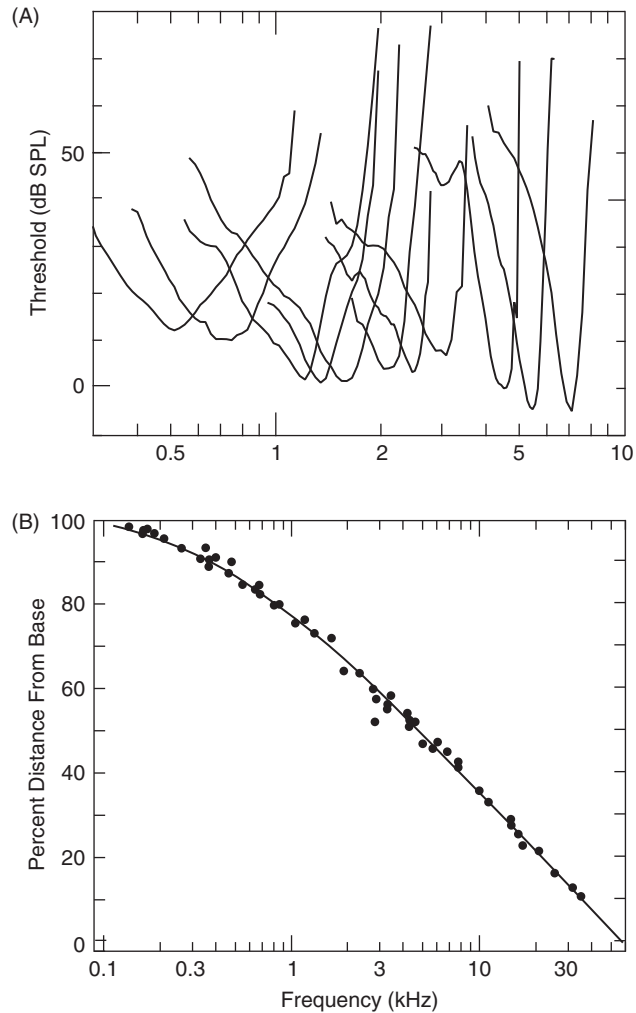 (A)
Threshold (dB SPL)
50
0
0.5 1 2 5 10
(B)
Percent Distance From Base
100
80
60
40
20
0
0.1 0.3 1 3 10 30
Frequency (kHz)